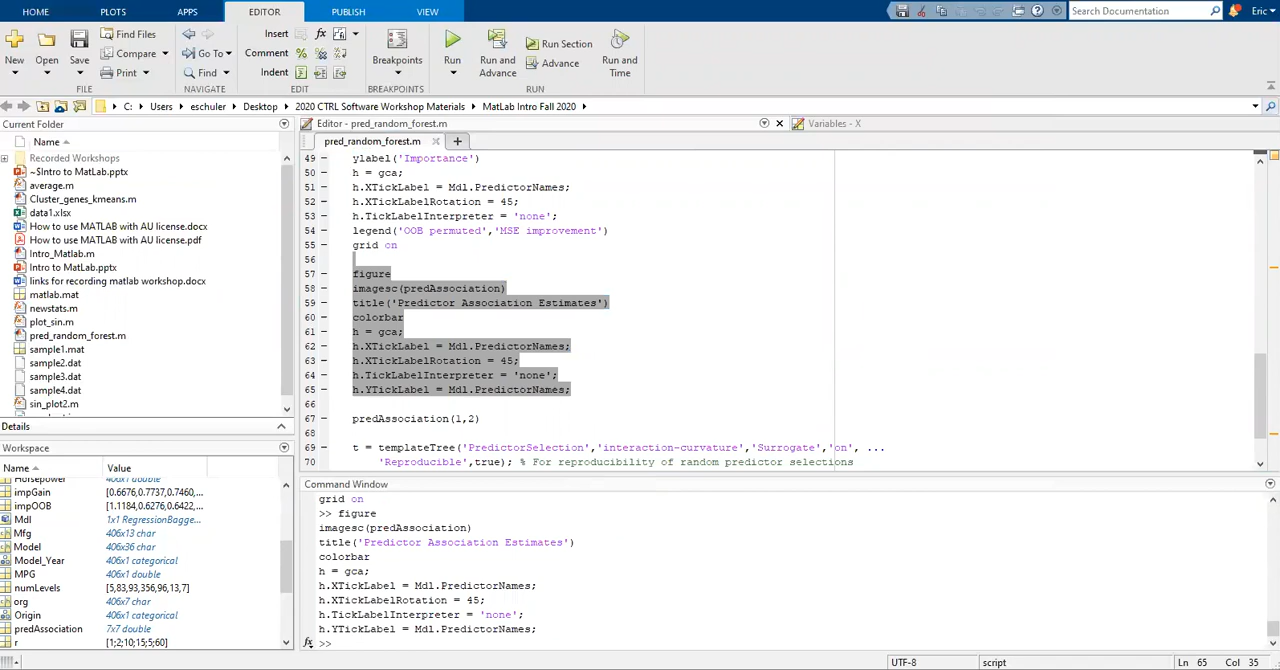 HOME PLOTS APPS EDITOR PUBLISH VIEW Search Documentation Eric
New Open Save Find Files Compare Print
Go To Find
Insert fx
Comment
Indent
Breakpoints Run Run and Advance Run Section Advance Run and Time
FILE NAVIGATE EDIT BREAKPOINTS RUN
C: Users eschuler Desktop 2020 CTRL Software Workshop Materials MatLab Intro Fall 2020
Current Folder
Name
Recorded Workshops
~$Intro to MatLab.pptx
average.m
Cluster_genes_kmeans.m
data1.xlsx
How to use MATLAB with AU license.docx
How to use MATLAB with AU license.pdf
Intro_Matlab.m
Intro to MatLab.pptx
links for recording matlab workshop.docx
matlab.mat
newstats.m
plot_sin.m
pred_random_forest.m
sample1.mat
sample2.dat
sample3.dat
sample4.dat
sin_plot2.m
Details
Workspace
Name Value
Horsepower 406x1 double
impGain [0.6676,0.7737,0.7460,...
impOOB [1.1184,0.6276,0.6422,...
Mdl 1x1 RegressionBagge...
Mfg 406x13 char
Model 406x36 char
Model_Year 406x1 categorical
MPG 406x1 double
numLevels [5,83,93,356,96,13,7]
org 406x7 char
Origin 406x1 categorical
predAssociation 7x7 double
r [1;2;10;15;5;60]
Editor - pred_random_forest.m Variables - X
pred_random_forest.m
49 ylabel('Importance')
50 h = gca;
51 h.XTickLabel = Mdl.PredictorNames;
52 h.XTickLabelRotation = 45;
53 h.TickLabelInterpreter = 'none';
54 legend('OOB permuted','MSE improvement')
55 grid on
56
57 figure
58 imagesc(predAssociation)
59 title('Predictor Association Estimates')
60 colorbar
61 h = gca;
62 h.XTickLabel = Mdl.PredictorNames;
63 h.XTickLabelRotation = 45;
64 h.TickLabelInterpreter = 'none';
65 h.YTickLabel = Mdl.PredictorNames;
66
67 predAssociation(1,2)
68
69 t = templateTree('PredictorSelection','interaction-curvature','Surrogate','on', ...
70 'Reproducible',true); % For reproducibility of random predictor selections
Command Window
grid on
>> figure
imagesc(predAssociation)
title('Predictor Association Estimates')
colorbar
h = gca;
h.XTickLabel = Mdl.PredictorNames;
h.XTickLabelRotation = 45;
h.TickLabelInterpreter = 'none';
h.YTickLabel = Mdl.PredictorNames;
fx >>
UTF-8 script Ln 65 Col 35